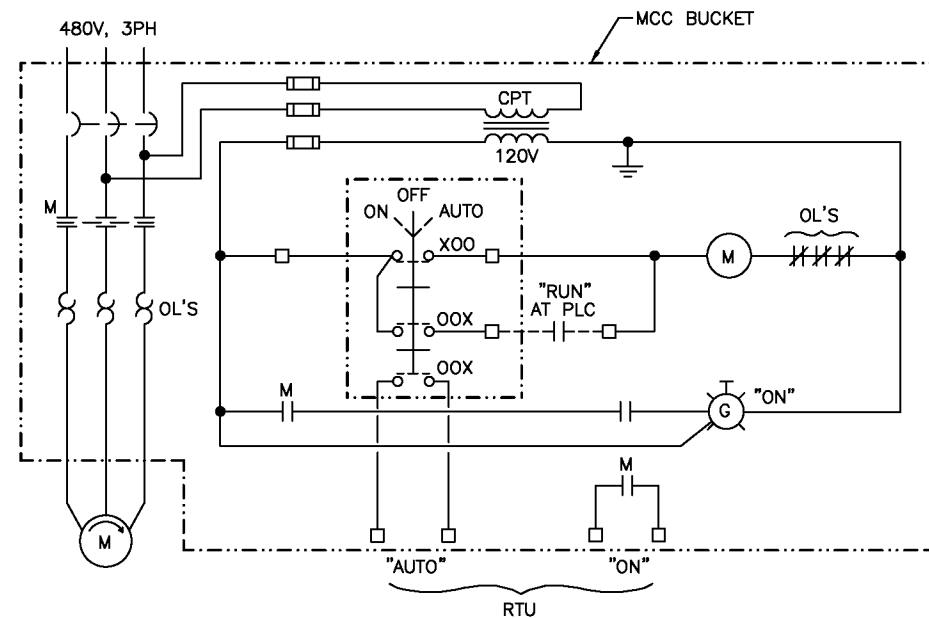 480V, 3PH
MCC BUCKET
CPT
120V
OFF
ON
AUTO
M
XOO
OL'S
M
"RUN"
AT PLC
OL'S
OOX
OOX
M
G
"ON"
M
M
"AUTO"
"ON"
RTU